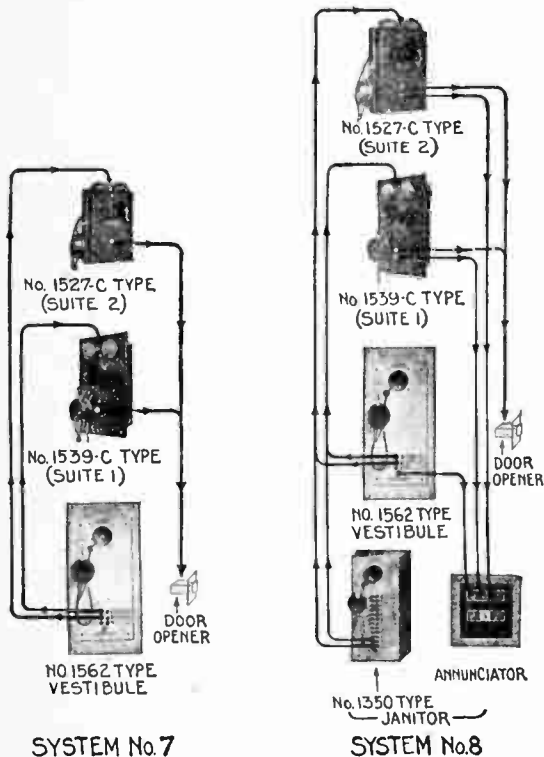 No. 1527-C TYPE
(SUITE 2)
No. 1539-C TYPE
(SUITE 1)
DOOR
OPENER
NO. 1562 TYPE
VESTIBULE
SYSTEM No. 7
No. 1527-C TYPE
(SUITE 2)
No. 1539-C TYPE
(SUITE 1)
DOOR
OPENER
NO. 1562 TYPE
VESTIBULE
ANNUNCIATOR
No. 1350 TYPE
JANITOR
SYSTEM No. 8